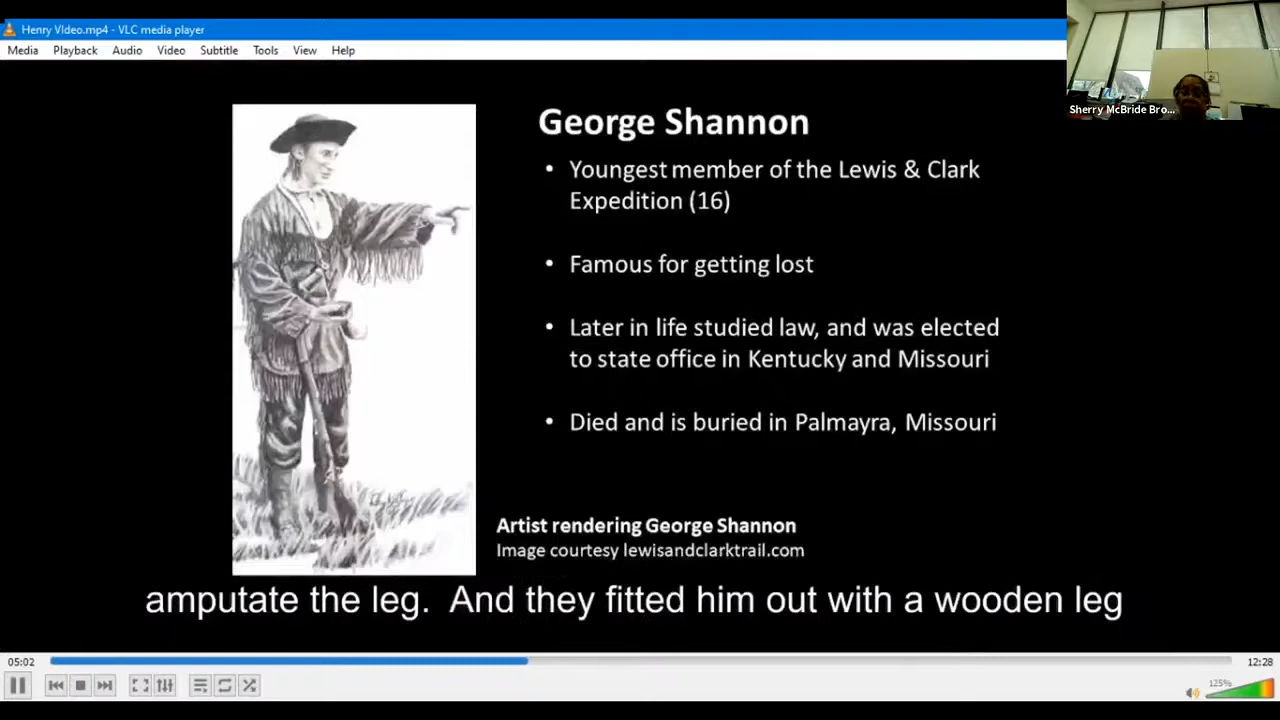 Henry VIdeo.mp4 - VLC media player
Media Playback Audio Video Subtitle Tools View Help
Sherry McBride Bro...
George Shannon
• Youngest member of the Lewis & Clark
Expedition (16)
• Famous for getting lost
• Later in life studied law, and was elected
to state office in Kentucky and Missouri
• Died and is buried in Palmayra, Missouri
Artist rendering George Shannon
Image courtesy lewisandclarktrail.com
amputate the leg. And they fitted him out with a wooden leg
05:02
12:28
125%